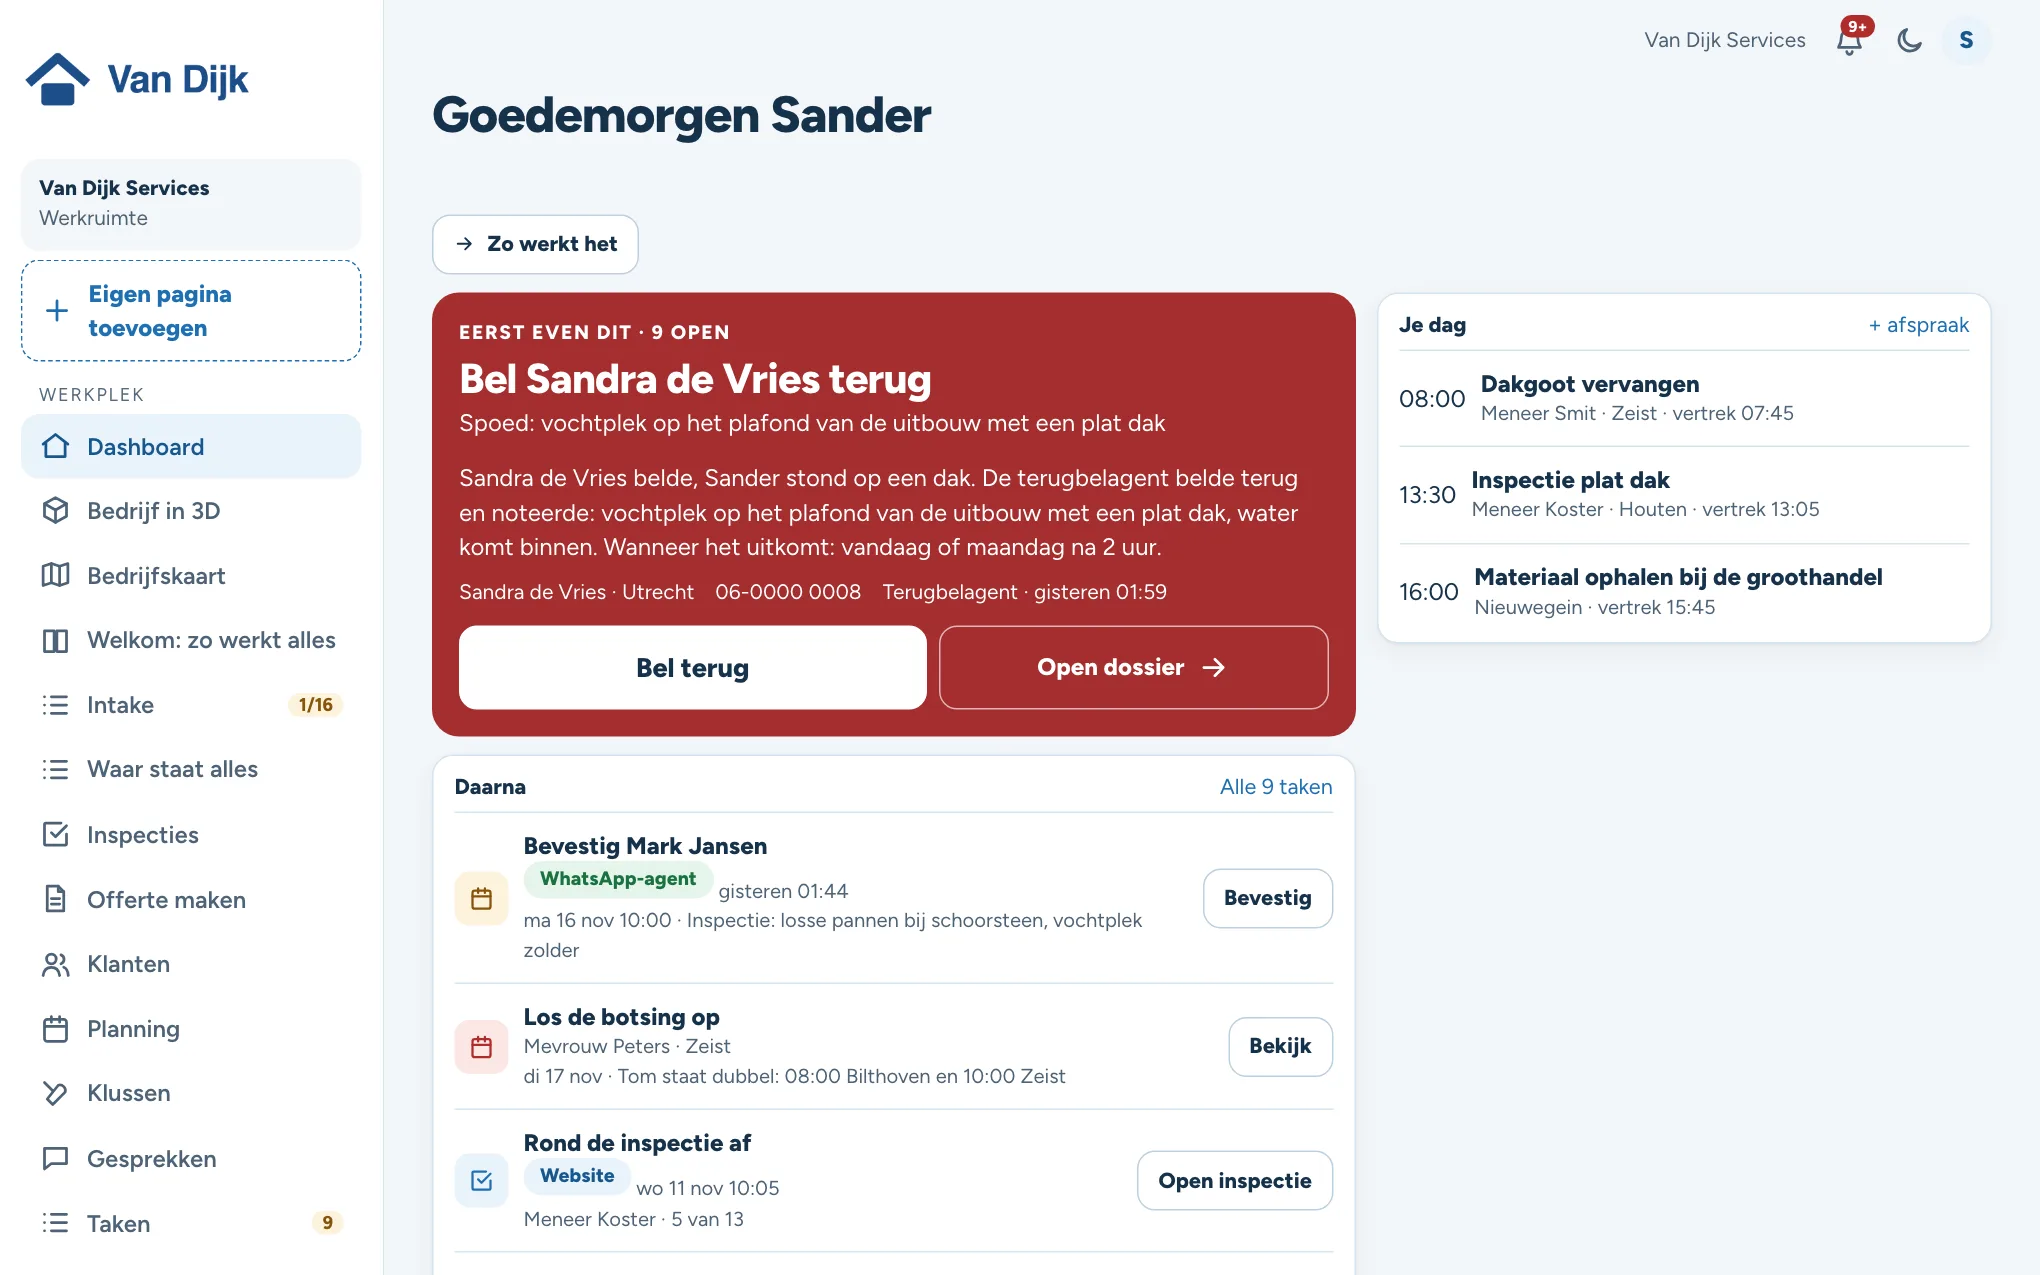 Van Dijk
Van Dijk Services
Werkruimte
Eigen pagina
toevoegen
WERKPLEK
Dashboard
Bedrijf in 3D
Bedrijfskaart
Welkom: zo werkt alles
Intake 1/16
Waar staat alles
Inspecties
Offerte maken
Klanten
Planning
Klussen
Gesprekken
Taken 9
Van Dijk Services 9+ S
Goedemorgen Sander
→ Zo werkt het
EERST EVEN DIT · 9 OPEN
Bel Sandra de Vries terug
Spoed: vochtplek op het plafond van de uitbouw met een plat dak
Sandra de Vries belde, Sander stond op een dak. De terugbelagent belde terug
en noteerde: vochtplek op het plafond van de uitbouw met een plat dak, water
komt binnen. Wanneer het uitkomt: vandaag of maandag na 2 uur.
Sandra de Vries · Utrecht 06-0000 0008 Terugbelagent · gisteren 01:59
Bel terug Open dossier →
Daarna Alle 9 taken
Bevestig Mark Jansen
WhatsApp-agent gisteren 01:44
ma 16 nov 10:00 · Inspectie: losse pannen bij schoorsteen, vochtplek
zolder
Bevestig
Los de botsing op
Mevrouw Peters · Zeist
di 17 nov · Tom staat dubbel: 08:00 Bilthoven en 10:00 Zeist
Bekijk
Rond de inspectie af
Website wo 11 nov 10:05
Meneer Koster · 5 van 13
Open inspectie
Je dag + afspraak
08:00 Dakgoot vervangen
Meneer Smit · Zeist · vertrek 07:45
13:30 Inspectie plat dak
Meneer Koster · Houten · vertrek 13:05
16:00 Materiaal ophalen bij de groothandel
Nieuwegein · vertrek 15:45